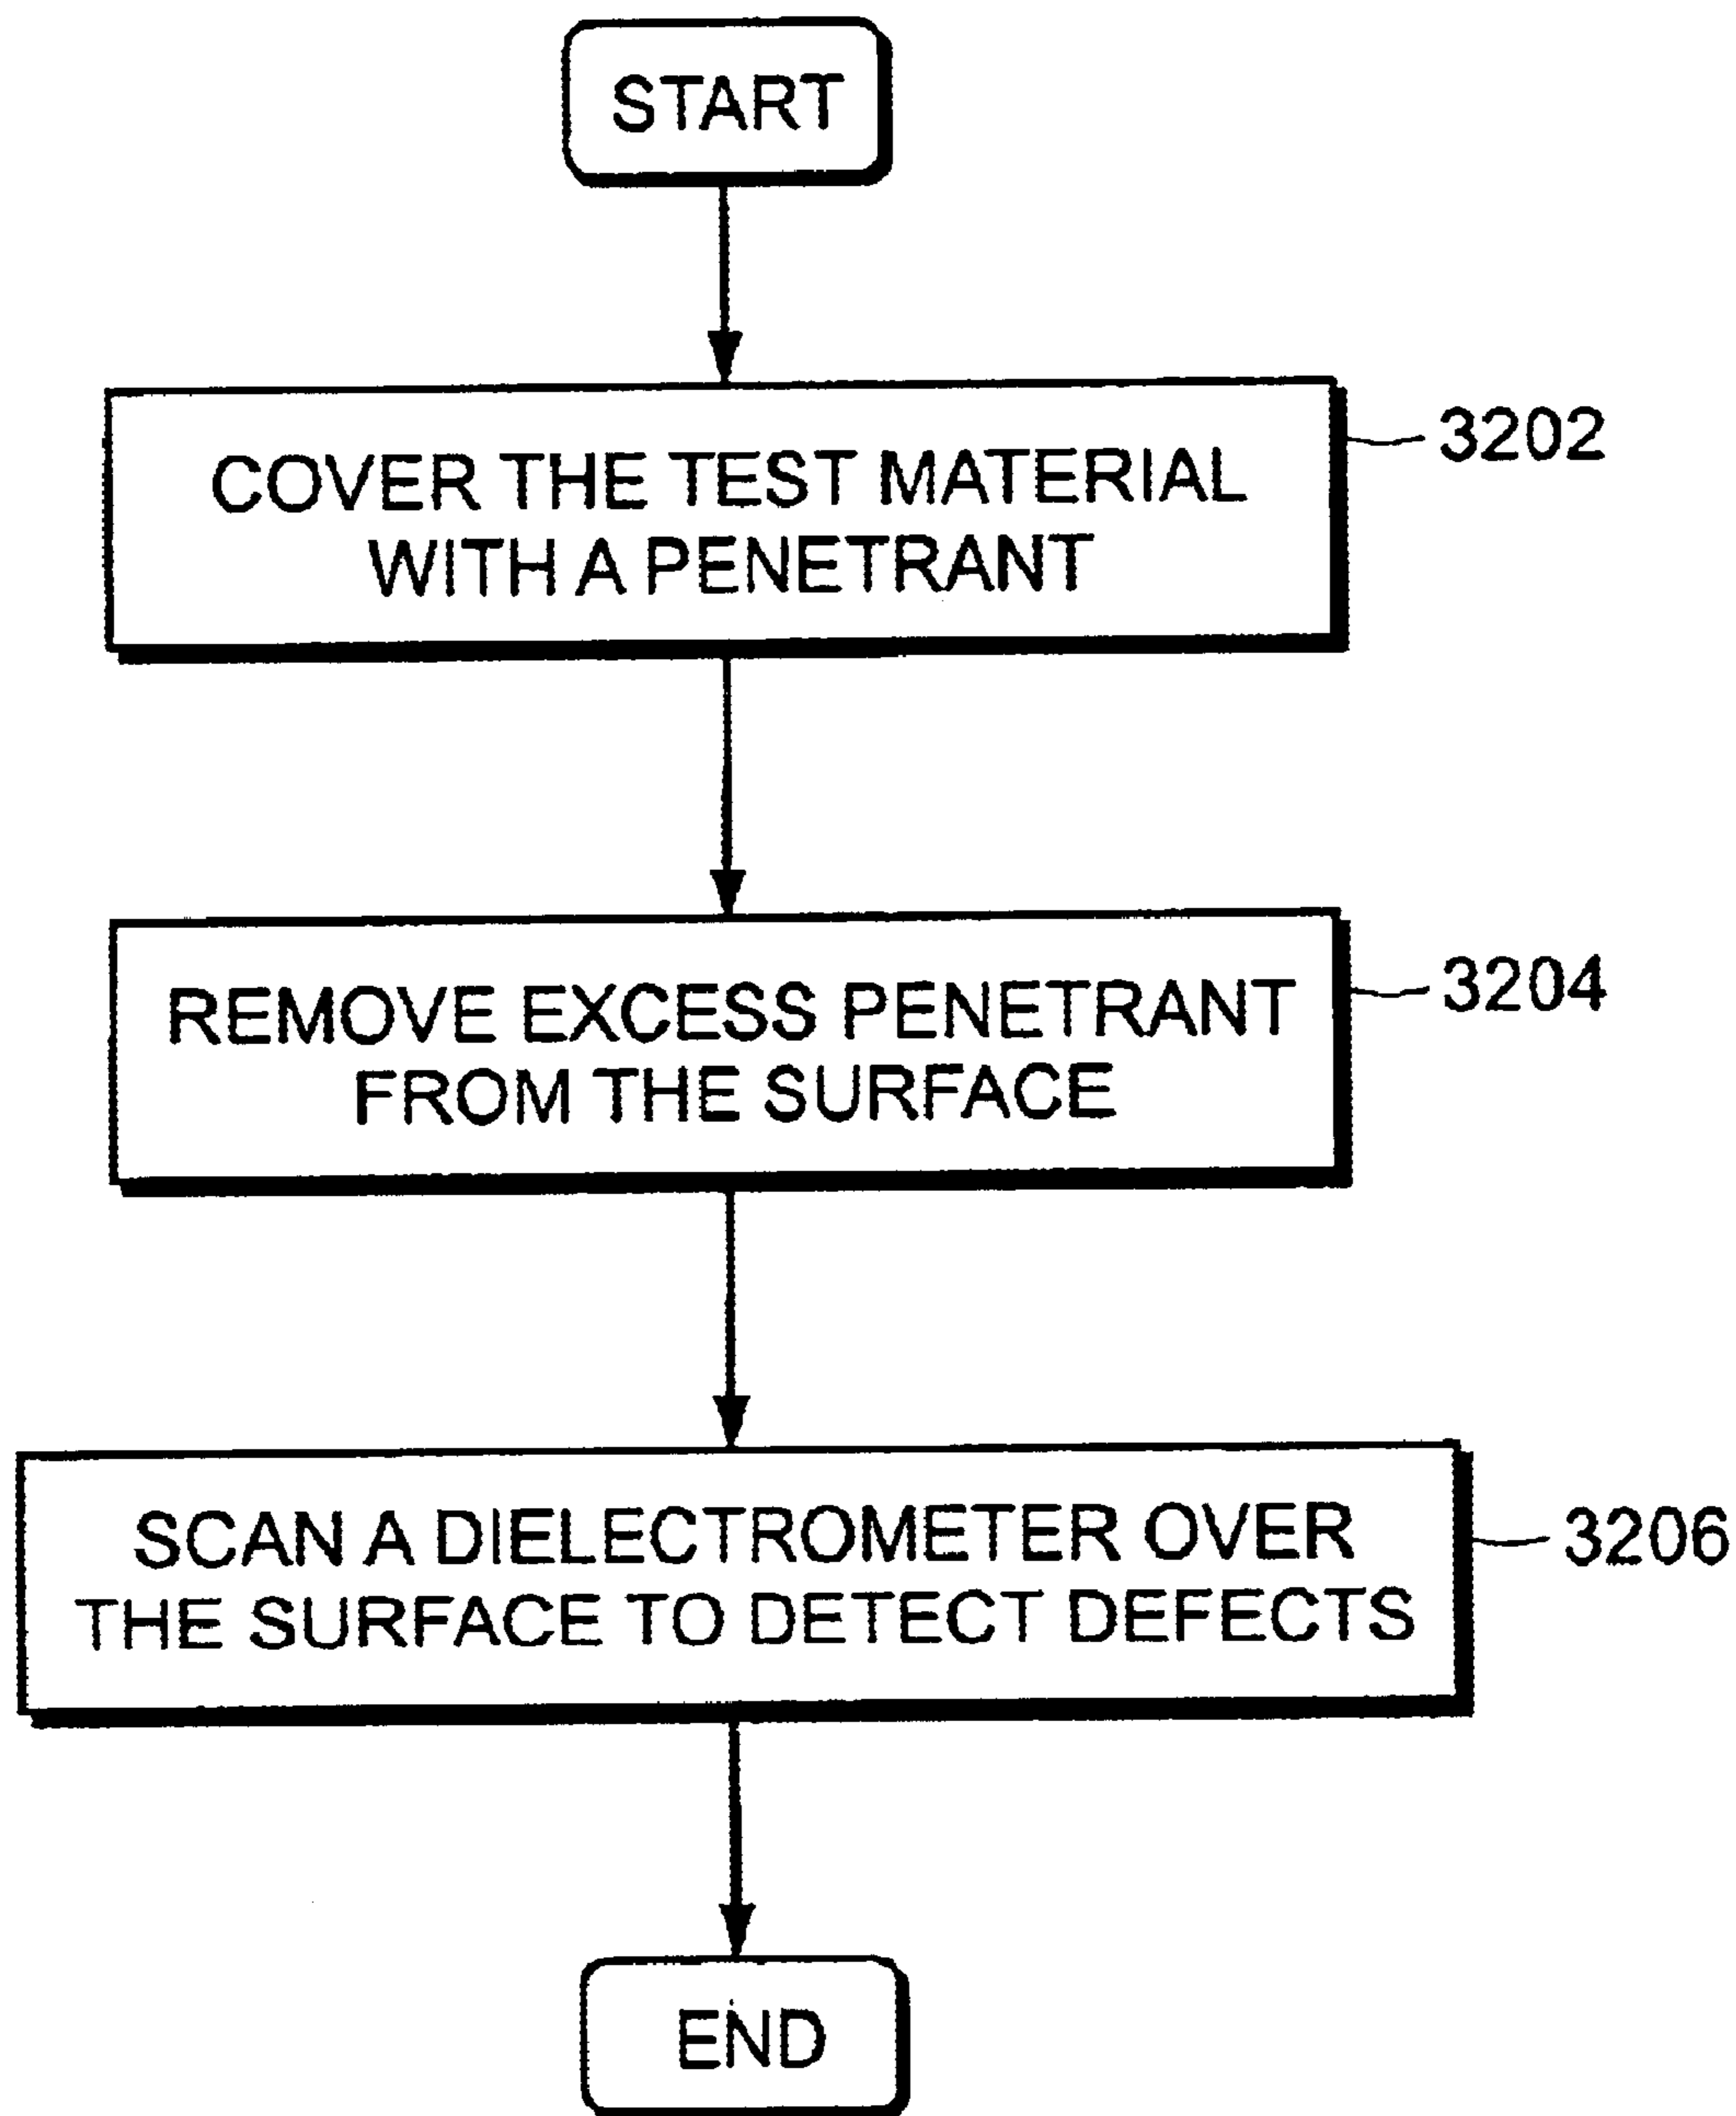 START
COVER THE TEST MATERIAL
WITH A PENETRANT
3202
REMOVE EXCESS PENETRANT
FROM THE SURFACE
3204
SCAN A DIELECTROMETER OVER
THE SURFACE TO DETECT DEFECTS
3206
END